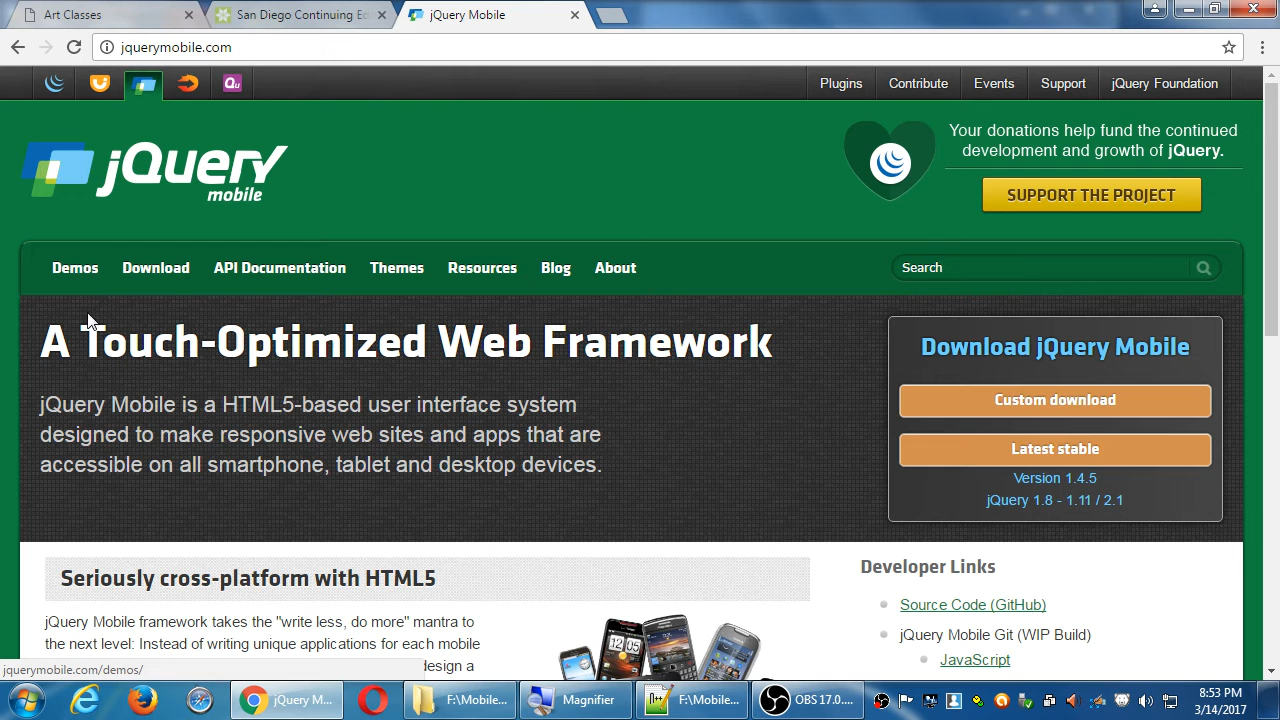 Art Classes
San Diego Continuing Ed
jQuery Mobile
jquerymobile.com
Plugins
Contribute
Events
Support
jQuery Foundation
Your donations help fund the continued
development and growth of jQuery.
SUPPORT THE PROJECT
jQuery
mobile
Demos
Download
API Documentation
Themes
Resources
Blog
About
Search
A Touch-Optimized Web Framework
jQuery Mobile is a HTML5-based user interface system
designed to make responsive web sites and apps that are
accessible on all smartphone, tablet and desktop devices.
Download jQuery Mobile
Custom download
Latest stable
Version 1.4.5
jQuery 1.8 - 1.11 / 2.1
Seriously cross-platform with HTML5
jQuery Mobile framework takes the "write less, do more" mantra to
the next level: Instead of writing unique applications for each mobile
design a
12:05
Developer Links
Source Code (GitHub)
jQuery Mobile Git (WIP Build)
JavaScript
jquerymobile.com/demos/
jQuery M...
F:\Mobile...
Magnifier
F:\Mobile...
OBS 17.0....
8:53 PM
3/14/2017